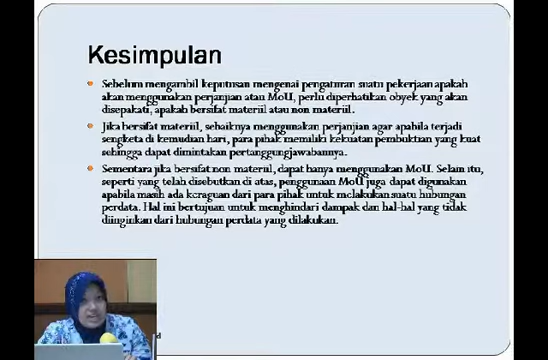 Kesimpulan
Sebelum mengambil keputusan mengenai pengaturan suatu pekerjaan apakah
akan menggunakan perjanjian atau MoU, perlu diperhatikan obyek yang akan
disepakati, apakah bersifat materiil atau non materiil.
Jika bersifat materiil, sebaiknya menggunakan perjanjian agar apabila terjadi
sengketa di kemudian hari, para pihak memiliki kekuatan pembuktian yang kuat
sehingga dapat dimintakan pertanggungjawabannya.
Sementara jika bersifat non materiil, dapat hanya menggunakan MoU. Selain itu,
seperti yang telah disebutkan di atas, penggunaan MoU juga dapat digunakan
apabila masih ada keraguan dari para pihak untuk melakukan suatu hubungan
perdata. Hal ini bertujuan untuk menghindari dampak dan hal-hal yang tidak
diinginkan dari hubungan perdata yang dilakukan.